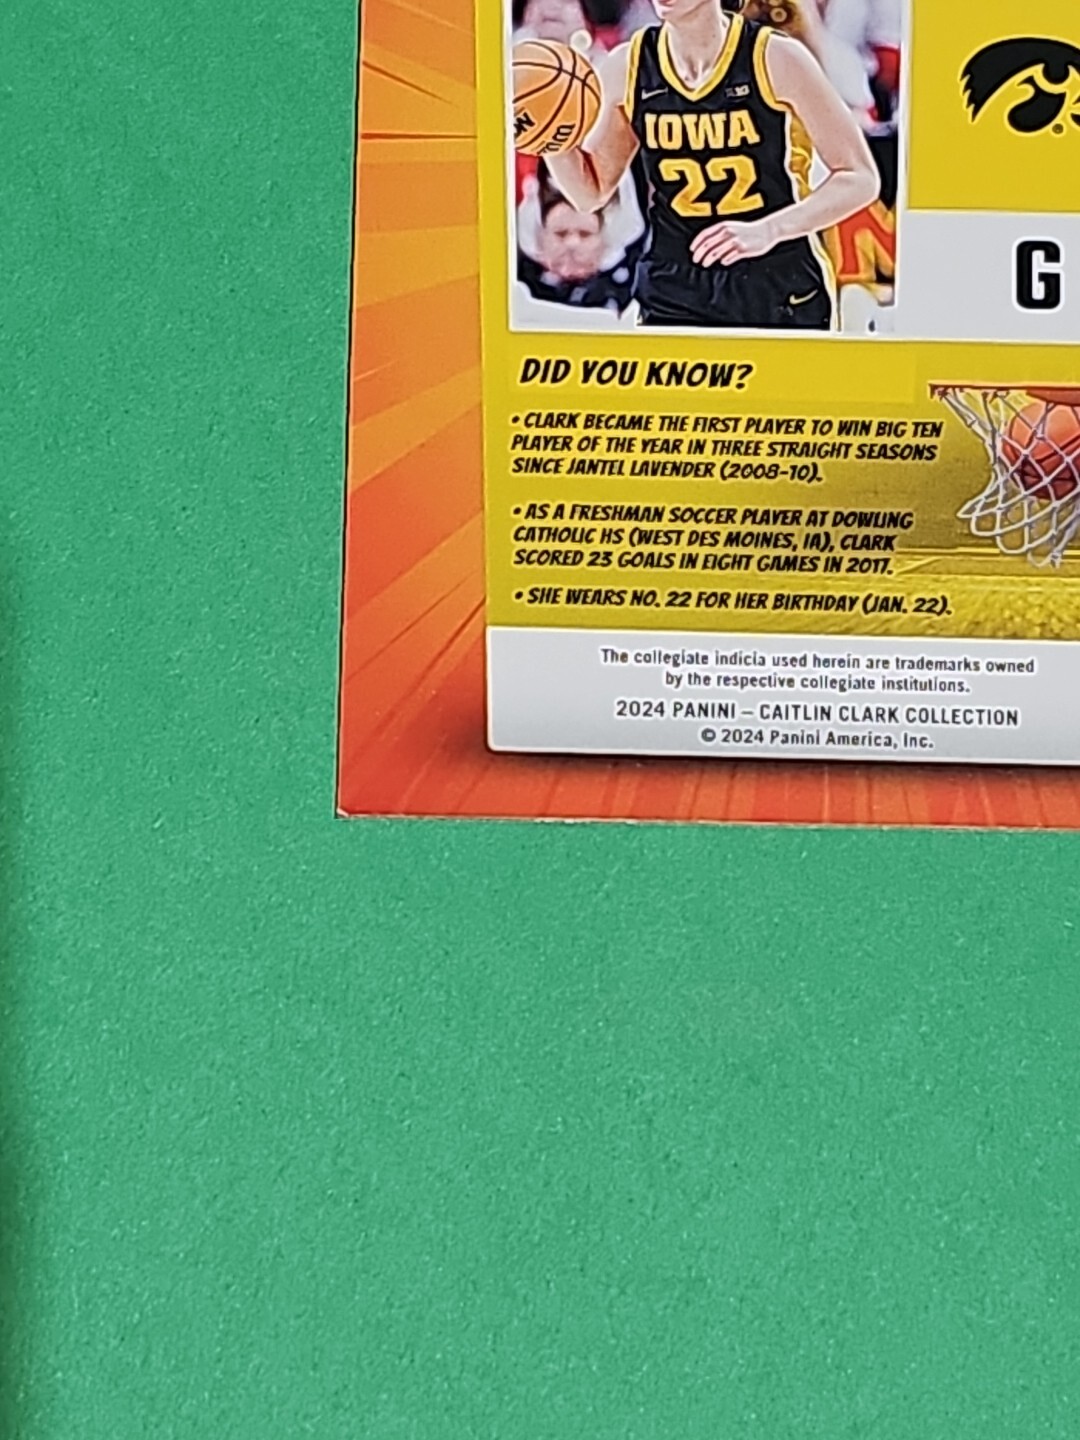 IOWA
22
G
DID YOU KNOW?
• CLARK BECAME THE FIRST PLAYER TO WIN BIG TEN
PLAYER OF THE YEAR IN THREE STRAIGHT SEASONS
SINCE JANTEL LAVENDER (2008-10).
• AS A FRESHMAN SOCCER PLAYER AT DOWLING
CATHOLIC HS (WEST DES MOINES, IA), CLARK
SCORED 23 GOALS IN EIGHT GAMES IN 2017.
• SHE WEARS NO. 22 FOR HER BIRTHDAY (JAN. 22).
The collegiate indicia used herein are trademarks owned
by the respective collegiate institutions.
2024 PANINI – CAITLIN CLARK COLLECTION
© 2024 Panini America, Inc.